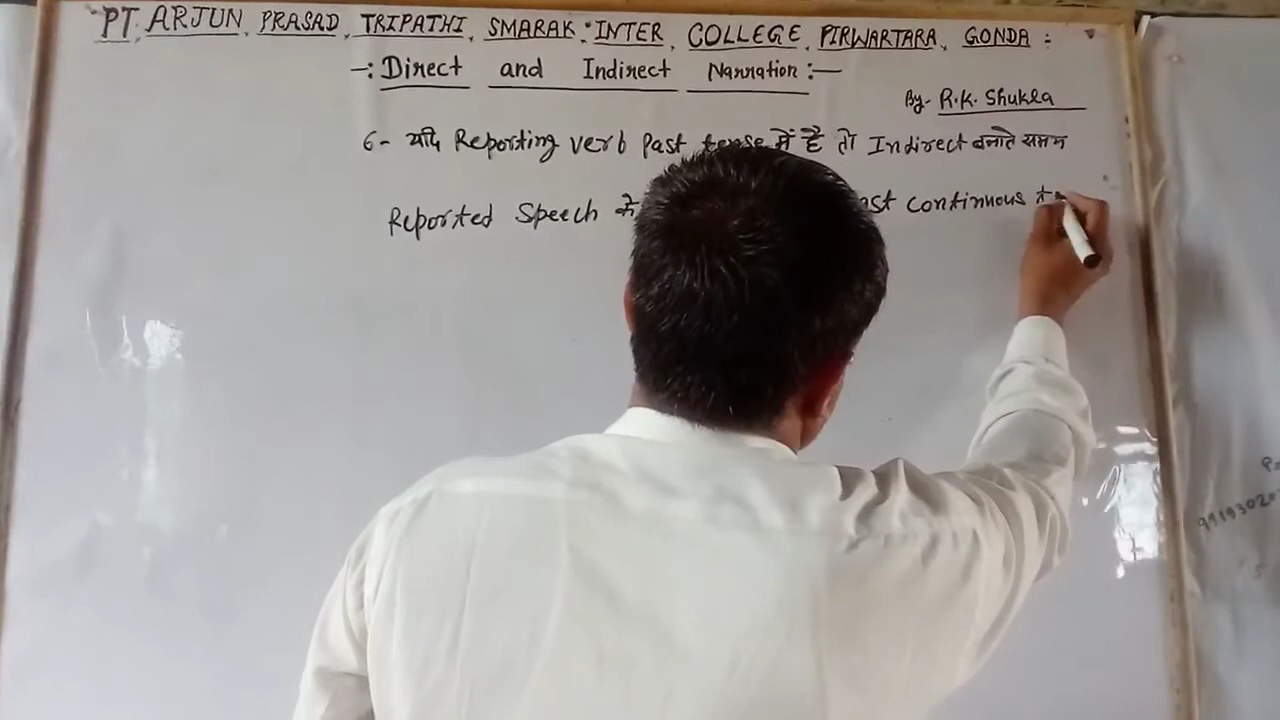 PT. ARJUN PRASAD TRIPATHI SMARAK INTER COLLEGE PIRWARTARA, GONDA :
-: Direct and Indirect Narration :-
By- R.K. Shukla
6- यदि Reporting verb Past tense में है तो Indirect बनाते समय
Reported Speech के ast continuous
9919302